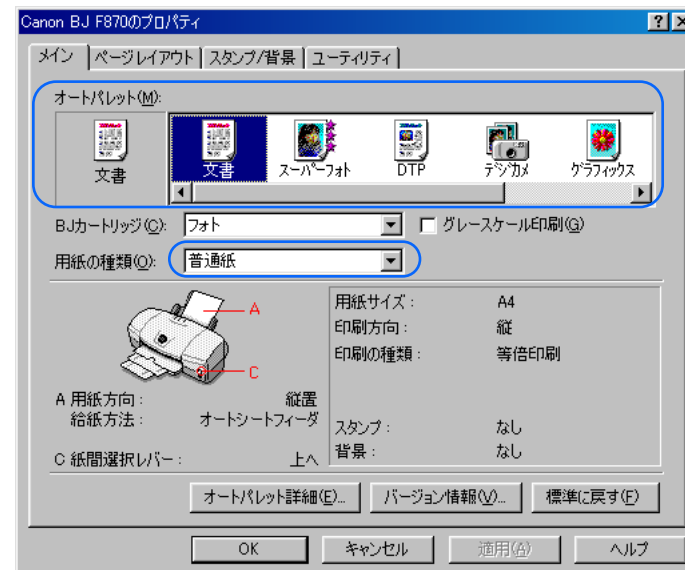 Canon BJ F870のプロパティ
メイン ページレイアウト スタンプ/背景 ユーティリティ
オートパレット(M):
文書 文書 スーパーフォト DTP デジカメ グラフィックス
BJカートリッジ(C): フォト グレースケール印刷(G)
用紙の種類(O): 普通紙
A
C
用紙サイズ: A4
印刷方向: 縦
印刷の種類: 等倍印刷
A 用紙方向: 縦置
給紙方法: オートシートフィーダ
スタンプ: なし
C 紙間選択レバー: 上へ
背景: なし
オートパレット詳細(E)... バージョン情報(V)... 標準に戻す(F)
OK キャンセル 適用(A) ヘルプ